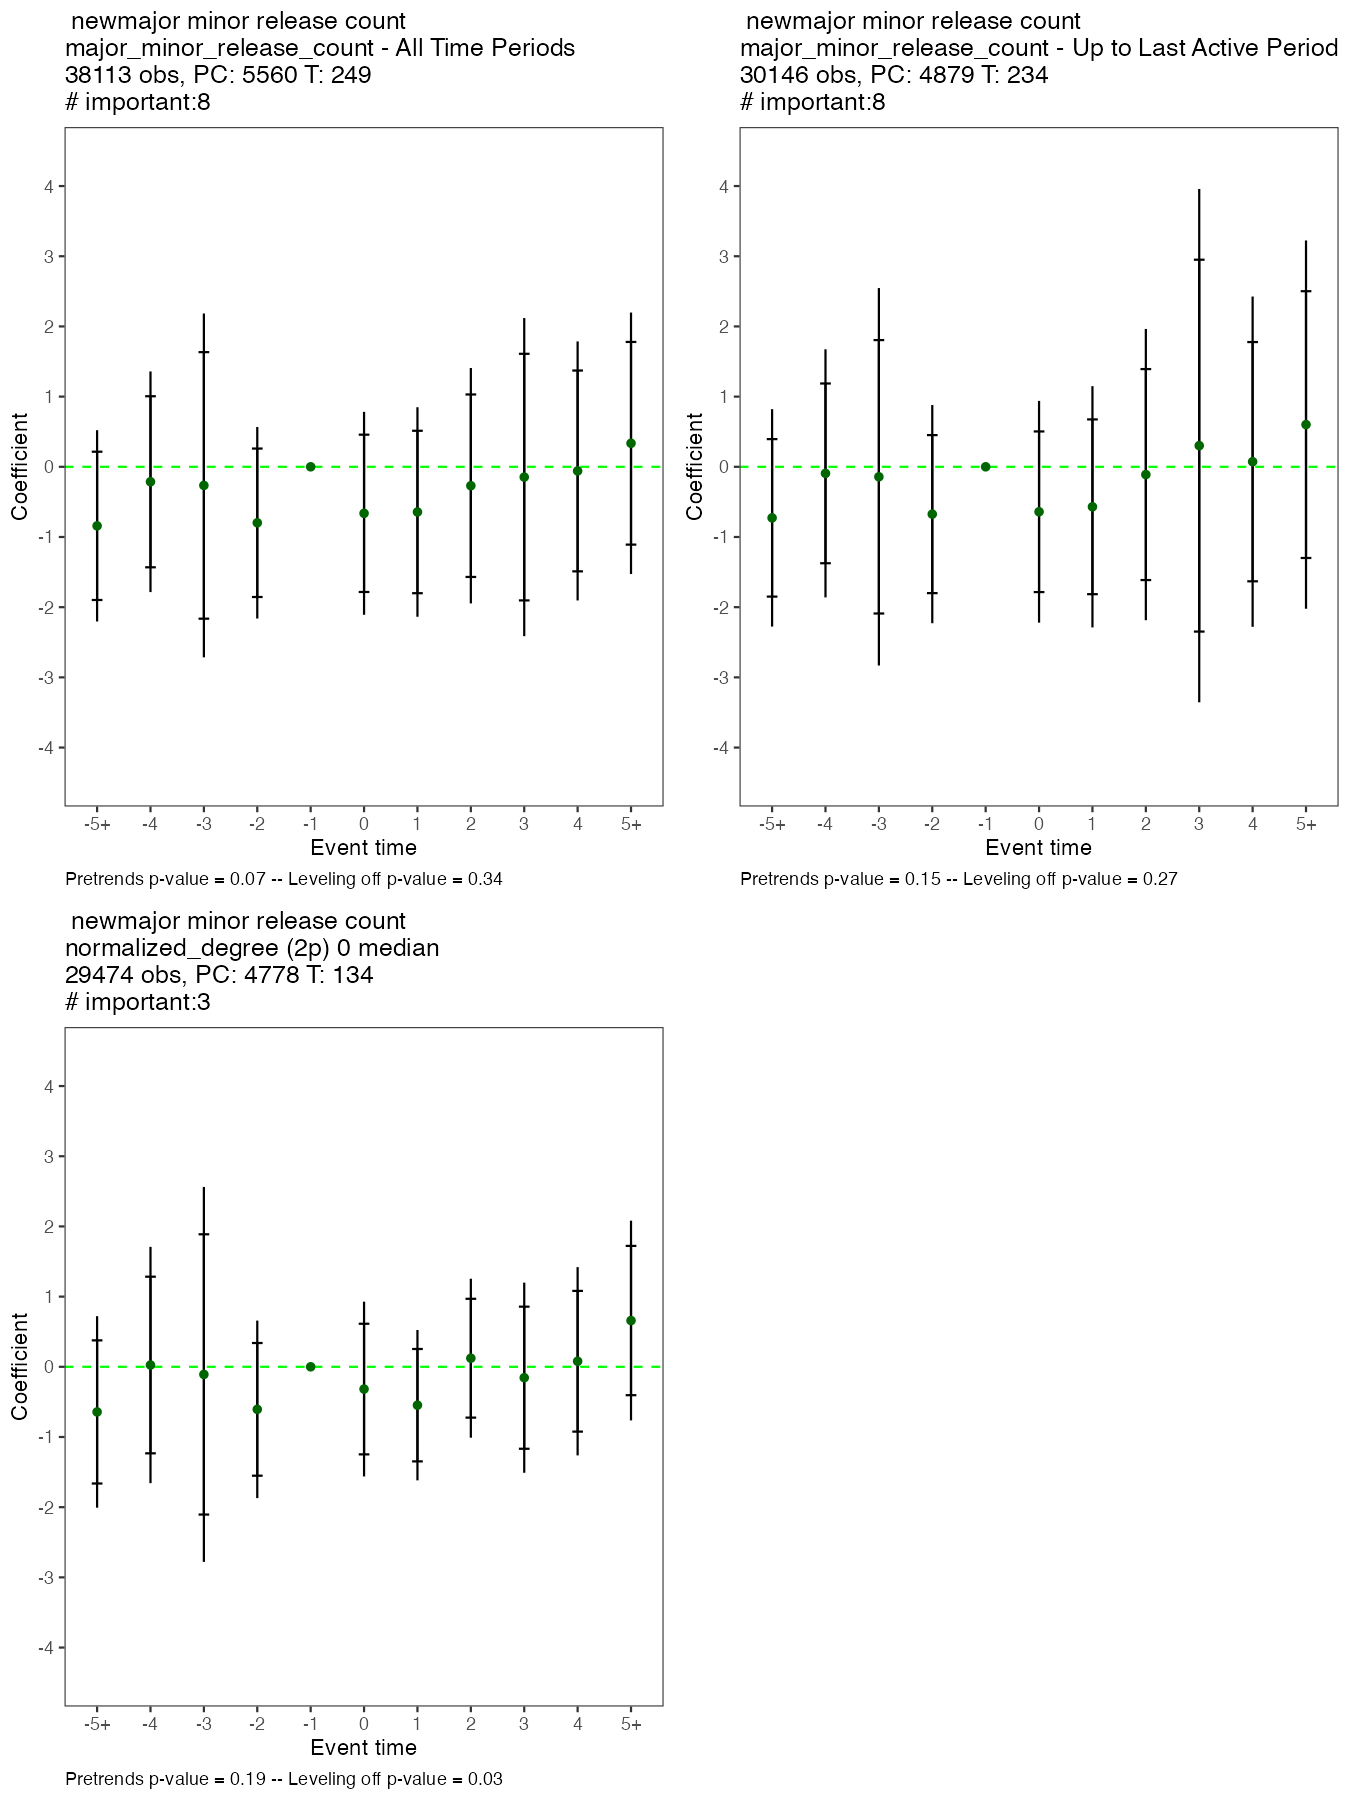 newmajor minor release count
major_minor_release_count - All Time Periods
38113 obs, PC: 5560 T: 249
# important:8
4
3
2
1
0
-1
-2
-3
-4
Coefficient
-5+ -4 -3 -2 -1 0 1 2 3 4 5+
Event time
Pretrends p-value = 0.07 -- Leveling off p-value = 0.34
newmajor minor release count
major_minor_release_count - Up to Last Active Period
30146 obs, PC: 4879 T: 234
# important:8
4
3
2
1
0
-1
-2
-3
-4
Coefficient
-5+ -4 -3 -2 -1 0 1 2 3 4 5+
Event time
Pretrends p-value = 0.15 -- Leveling off p-value = 0.27
newmajor minor release count
normalized_degree (2p) 0 median
29474 obs, PC: 4778 T: 134
# important:3
4
3
2
1
0
-1
-2
-3
-4
Coefficient
-5+ -4 -3 -2 -1 0 1 2 3 4 5+
Event time
Pretrends p-value = 0.19 -- Leveling off p-value = 0.03